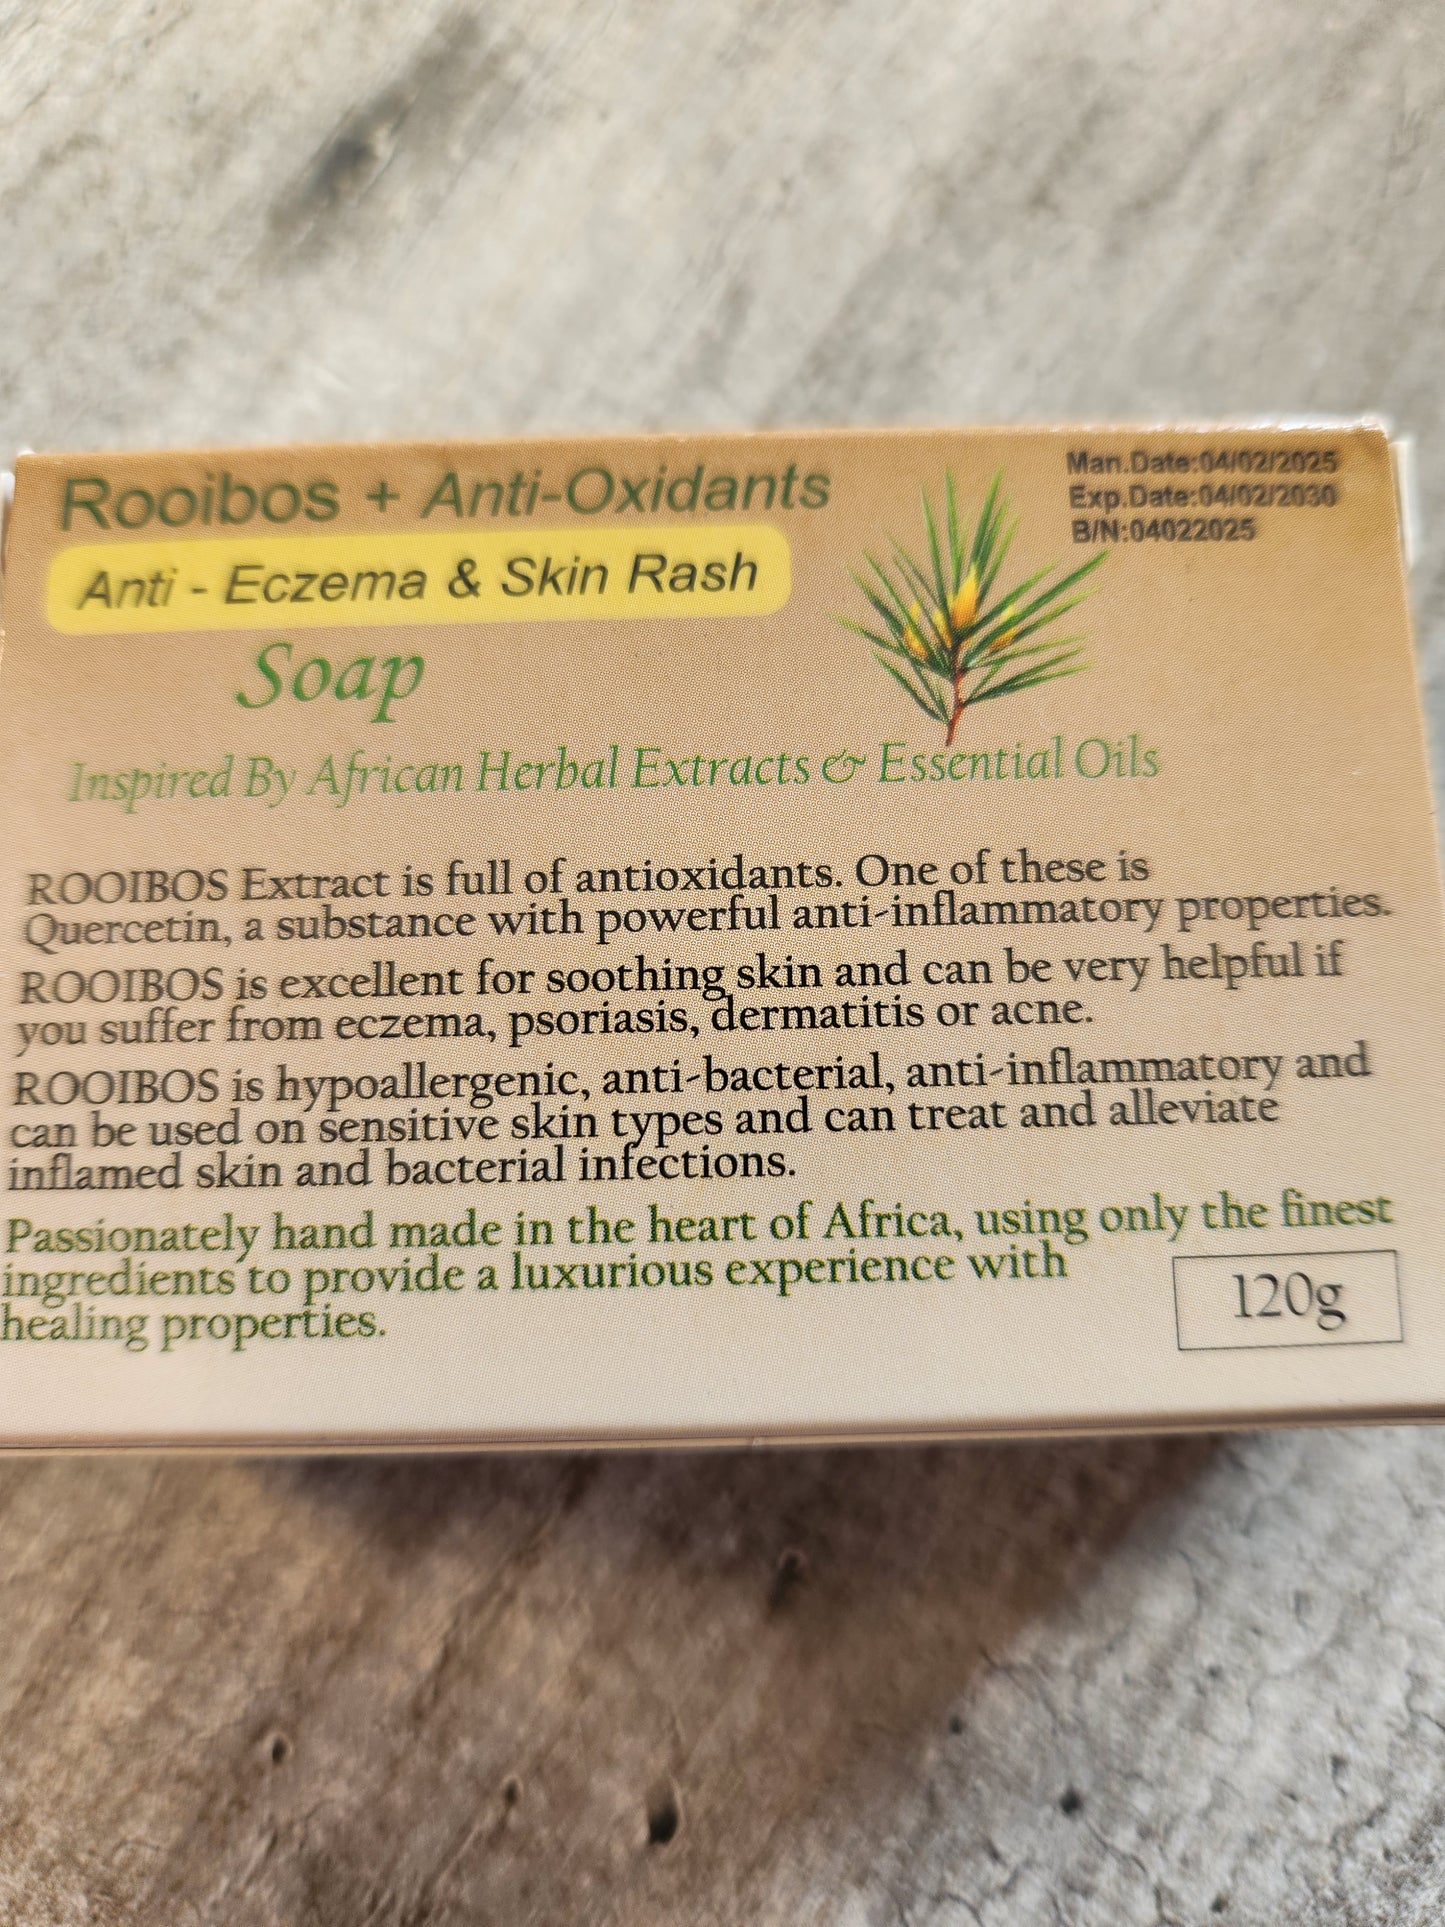 Rooibos + Anti-Oxidants
Man.Date:04/02/2025
Exp.Date:04/02/2030
B/N:04022025
Anti - Eczema & Skin Rash
Soap
Inspired By African Herbal Extracts & Essential Oils
ROOIBOS Extract is full of antioxidants. One of these is
Quercetin, a substance with powerful anti-inflammatory properties.
ROOIBOS is excellent for soothing skin and can be very helpful if
you suffer from eczema, psoriasis, dermatitis or acne.
ROOIBOS is hypoallergenic, anti-bacterial, anti-inflammatory and
can be used on sensitive skin types and can treat and alleviate
inflamed skin and bacterial infections.
Passionately hand made in the heart of Africa, using only the finest
ingredients to provide a luxurious experience with
healing properties.
120g